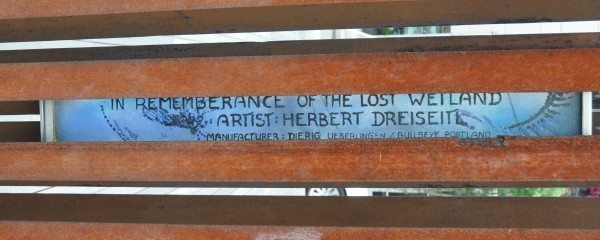 IN REMEMBERANCE OF THE LOST WETLAND
ARTIST: HERBERT DREISEITL
MANUFACTURER: DIERIG UEBERLINGEN / BULLSEYE PORTLAND